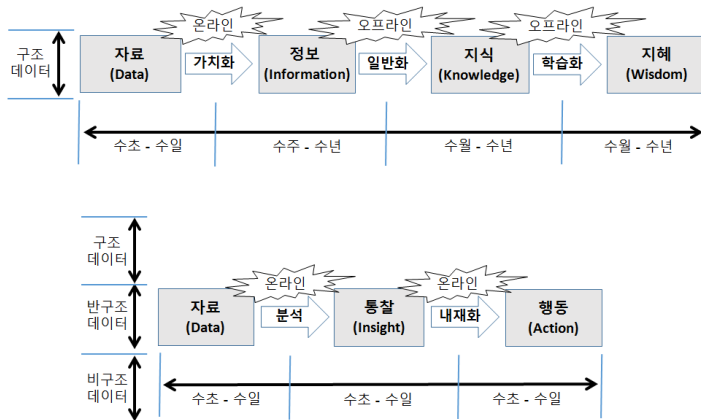 온라인
오프라인
오프라인
구조
데이터
자료
(Data)
가치화
정보
(Information)
일반화
지식
(Knowledge)
학습화
지혜
(Wisdom)
수초 - 수일
수주 - 수년
수월 - 수년
수월 - 수년
구조
데이터
온라인
온라인
반구조
데이터
자료
(Data)
분석
통찰
(Insight)
내재화
행동
(Action)
비구조
데이터
수초 - 수일
수초 - 수일
수초 - 수일